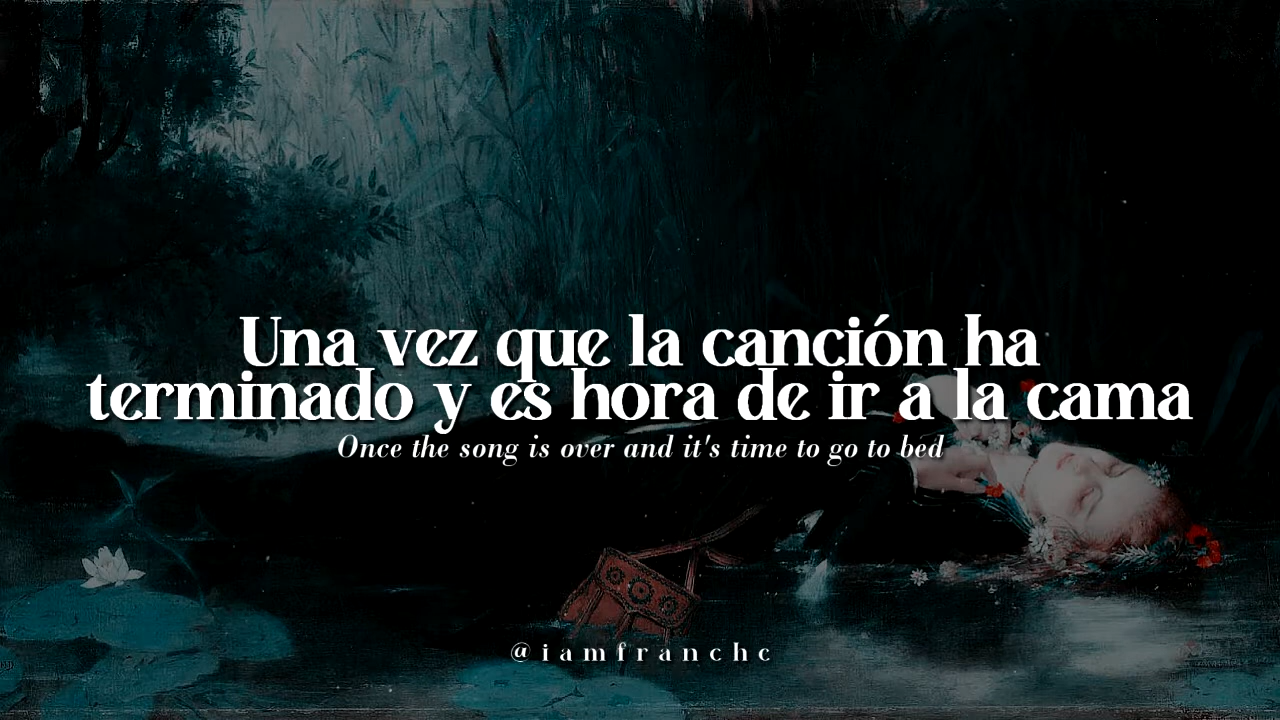 Una vez que la canción ha
terminado y es hora de ir a la cama
Once the song is over and it's time to go to bed
@iamfranchc